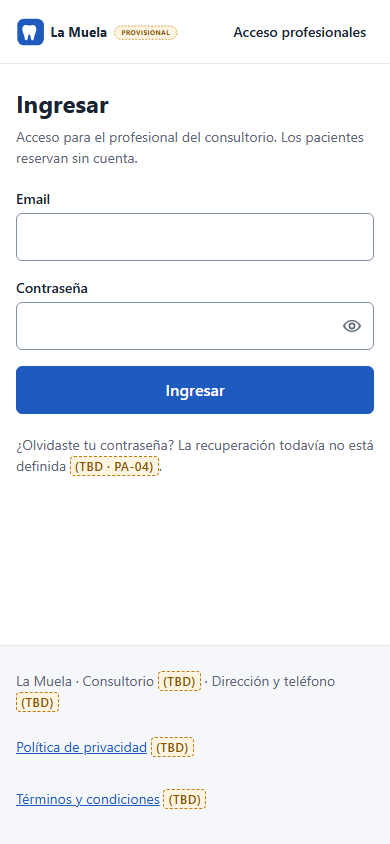 La Muela PROVISIONAL Acceso profesionales
Ingresar
Acceso para el profesional del consultorio. Los pacientes
reservan sin cuenta.
Email
Contraseña
Ingresar
¿Olvidaste tu contraseña? La recuperación todavía no está
definida (TBD · PA-04).
La Muela · Consultorio (TBD) · Dirección y teléfono
(TBD)
Política de privacidad (TBD)
Términos y condiciones (TBD)